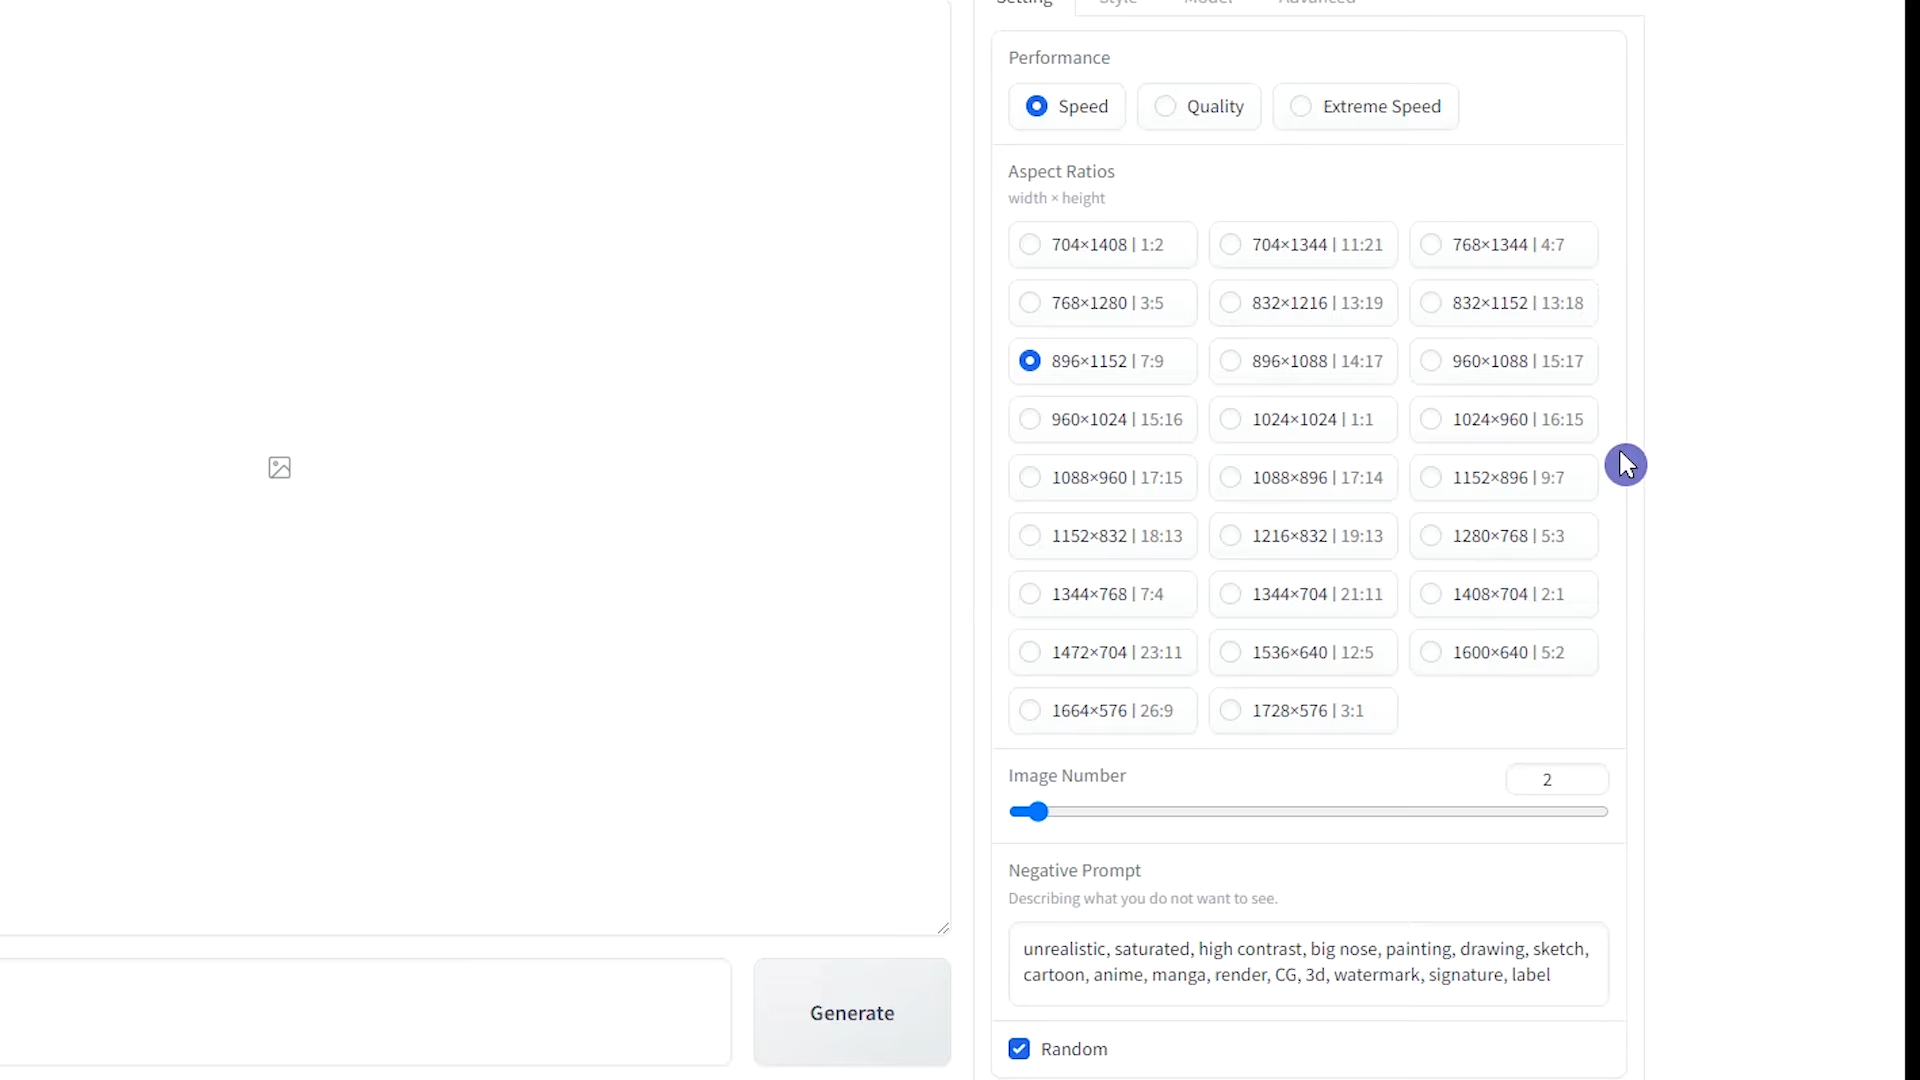 Setting Style Model Advanced
Performance
Speed Quality Extreme Speed
Aspect Ratios
width × height
704×1408 | 1:2 704×1344 | 11:21 768×1344 | 4:7
768×1280 | 3:5 832×1216 | 13:19 832×1152 | 13:18
896×1152 | 7:9 896×1088 | 14:17 960×1088 | 15:17
960×1024 | 15:16 1024×1024 | 1:1 1024×960 | 16:15
1088×960 | 17:15 1088×896 | 17:14 1152×896 | 9:7
1152×832 | 18:13 1216×832 | 19:13 1280×768 | 5:3
1344×768 | 7:4 1344×704 | 21:11 1408×704 | 2:1
1472×704 | 23:11 1536×640 | 12:5 1600×640 | 5:2
1664×576 | 26:9 1728×576 | 3:1
Image Number 2
Negative Prompt
Describing what you do not want to see.
unrealistic, saturated, high contrast, big nose, painting, drawing, sketch,
cartoon, anime, manga, render, CG, 3d, watermark, signature, label
Generate
Random